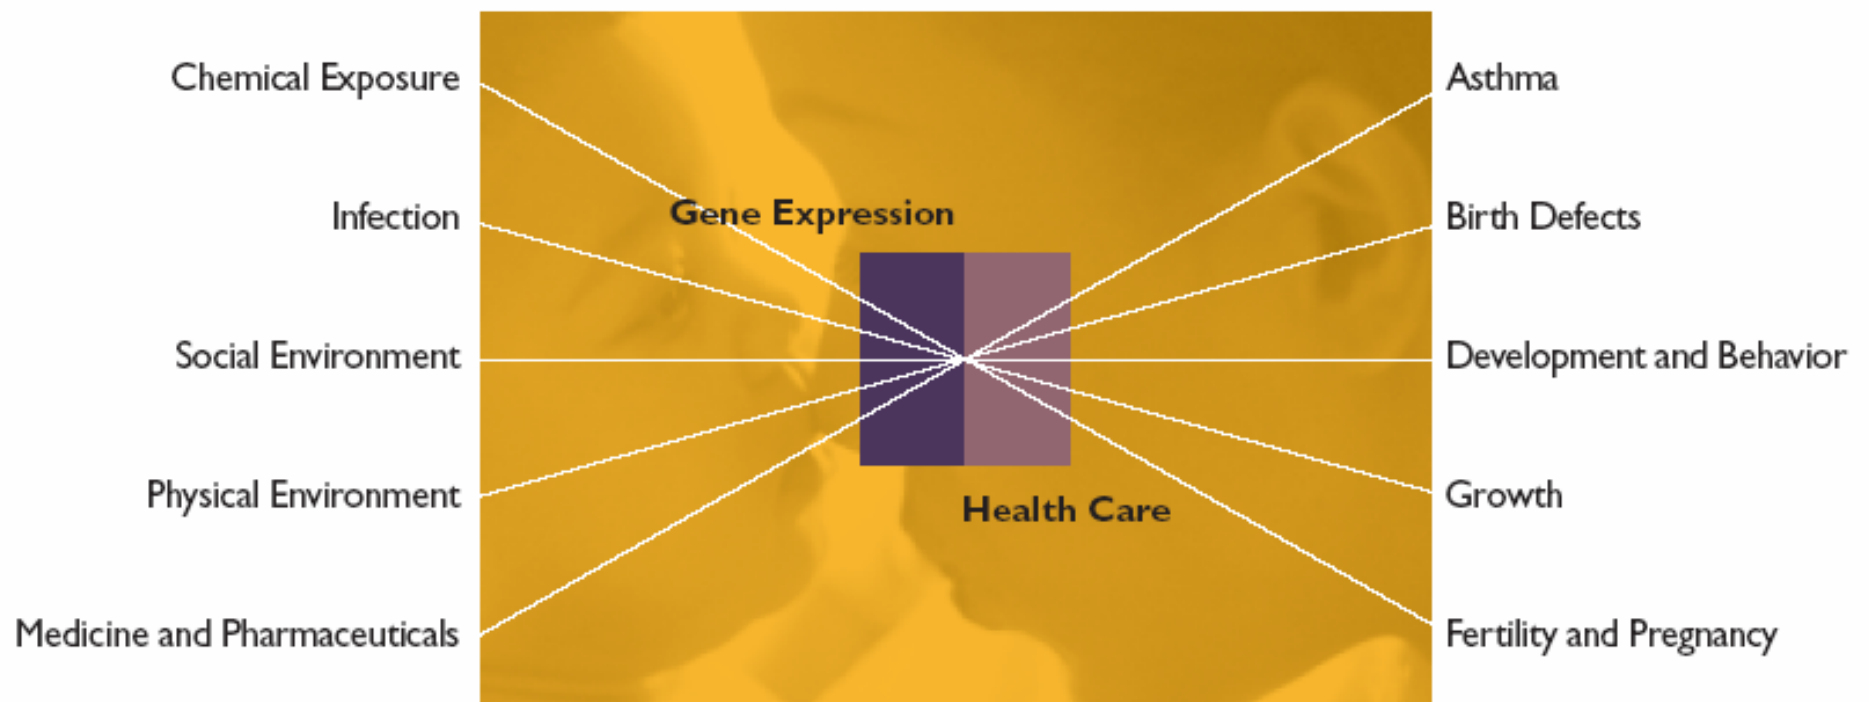 Chemical Exposure
Infection
Social Environment
Physical Environment
Medicine and Pharmaceuticals
Gene Expression
Health Care
Asthma
Birth Defects
Development and Behavior
Growth
Fertility and Pregnancy